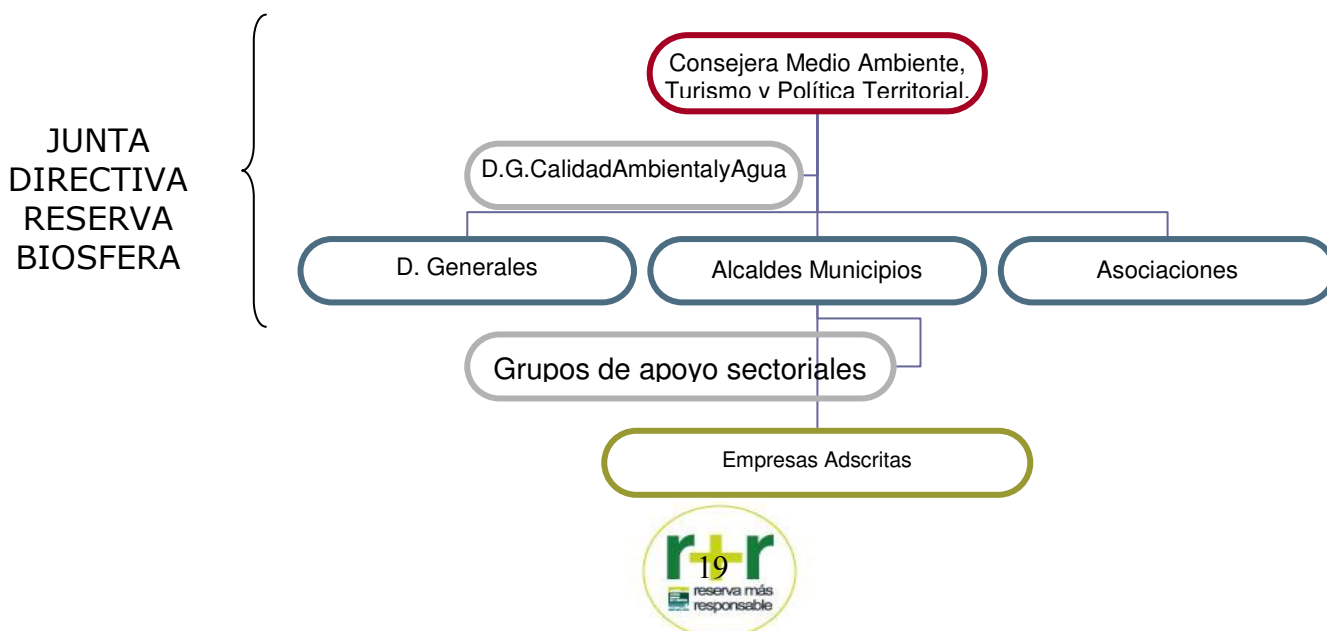 JUNTA
DIRECTIVA
RESERVA
BIOSFERA
Consejera Medio Ambiente,
Turismo y Política Territorial.
D.G.CalidadAmbientalyAgua
D. Generales
Alcaldes Municipios
Asociaciones
Grupos de apoyo sectoriales
Empresas Adscritas
r+r
19
reserva más
responsable